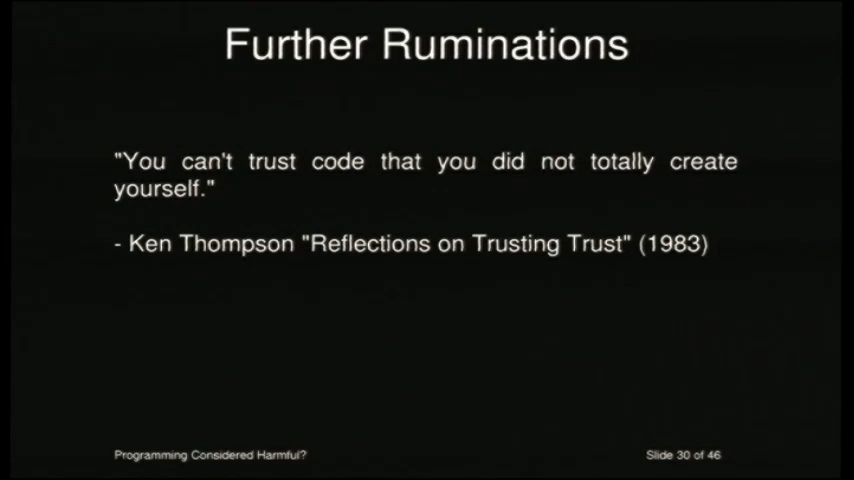 Further Ruminations
"You can't trust code that you did not totally create
yourself."
- Ken Thompson "Reflections on Trusting Trust" (1983)
Programming Considered Harmful?
Slide 30 of 46